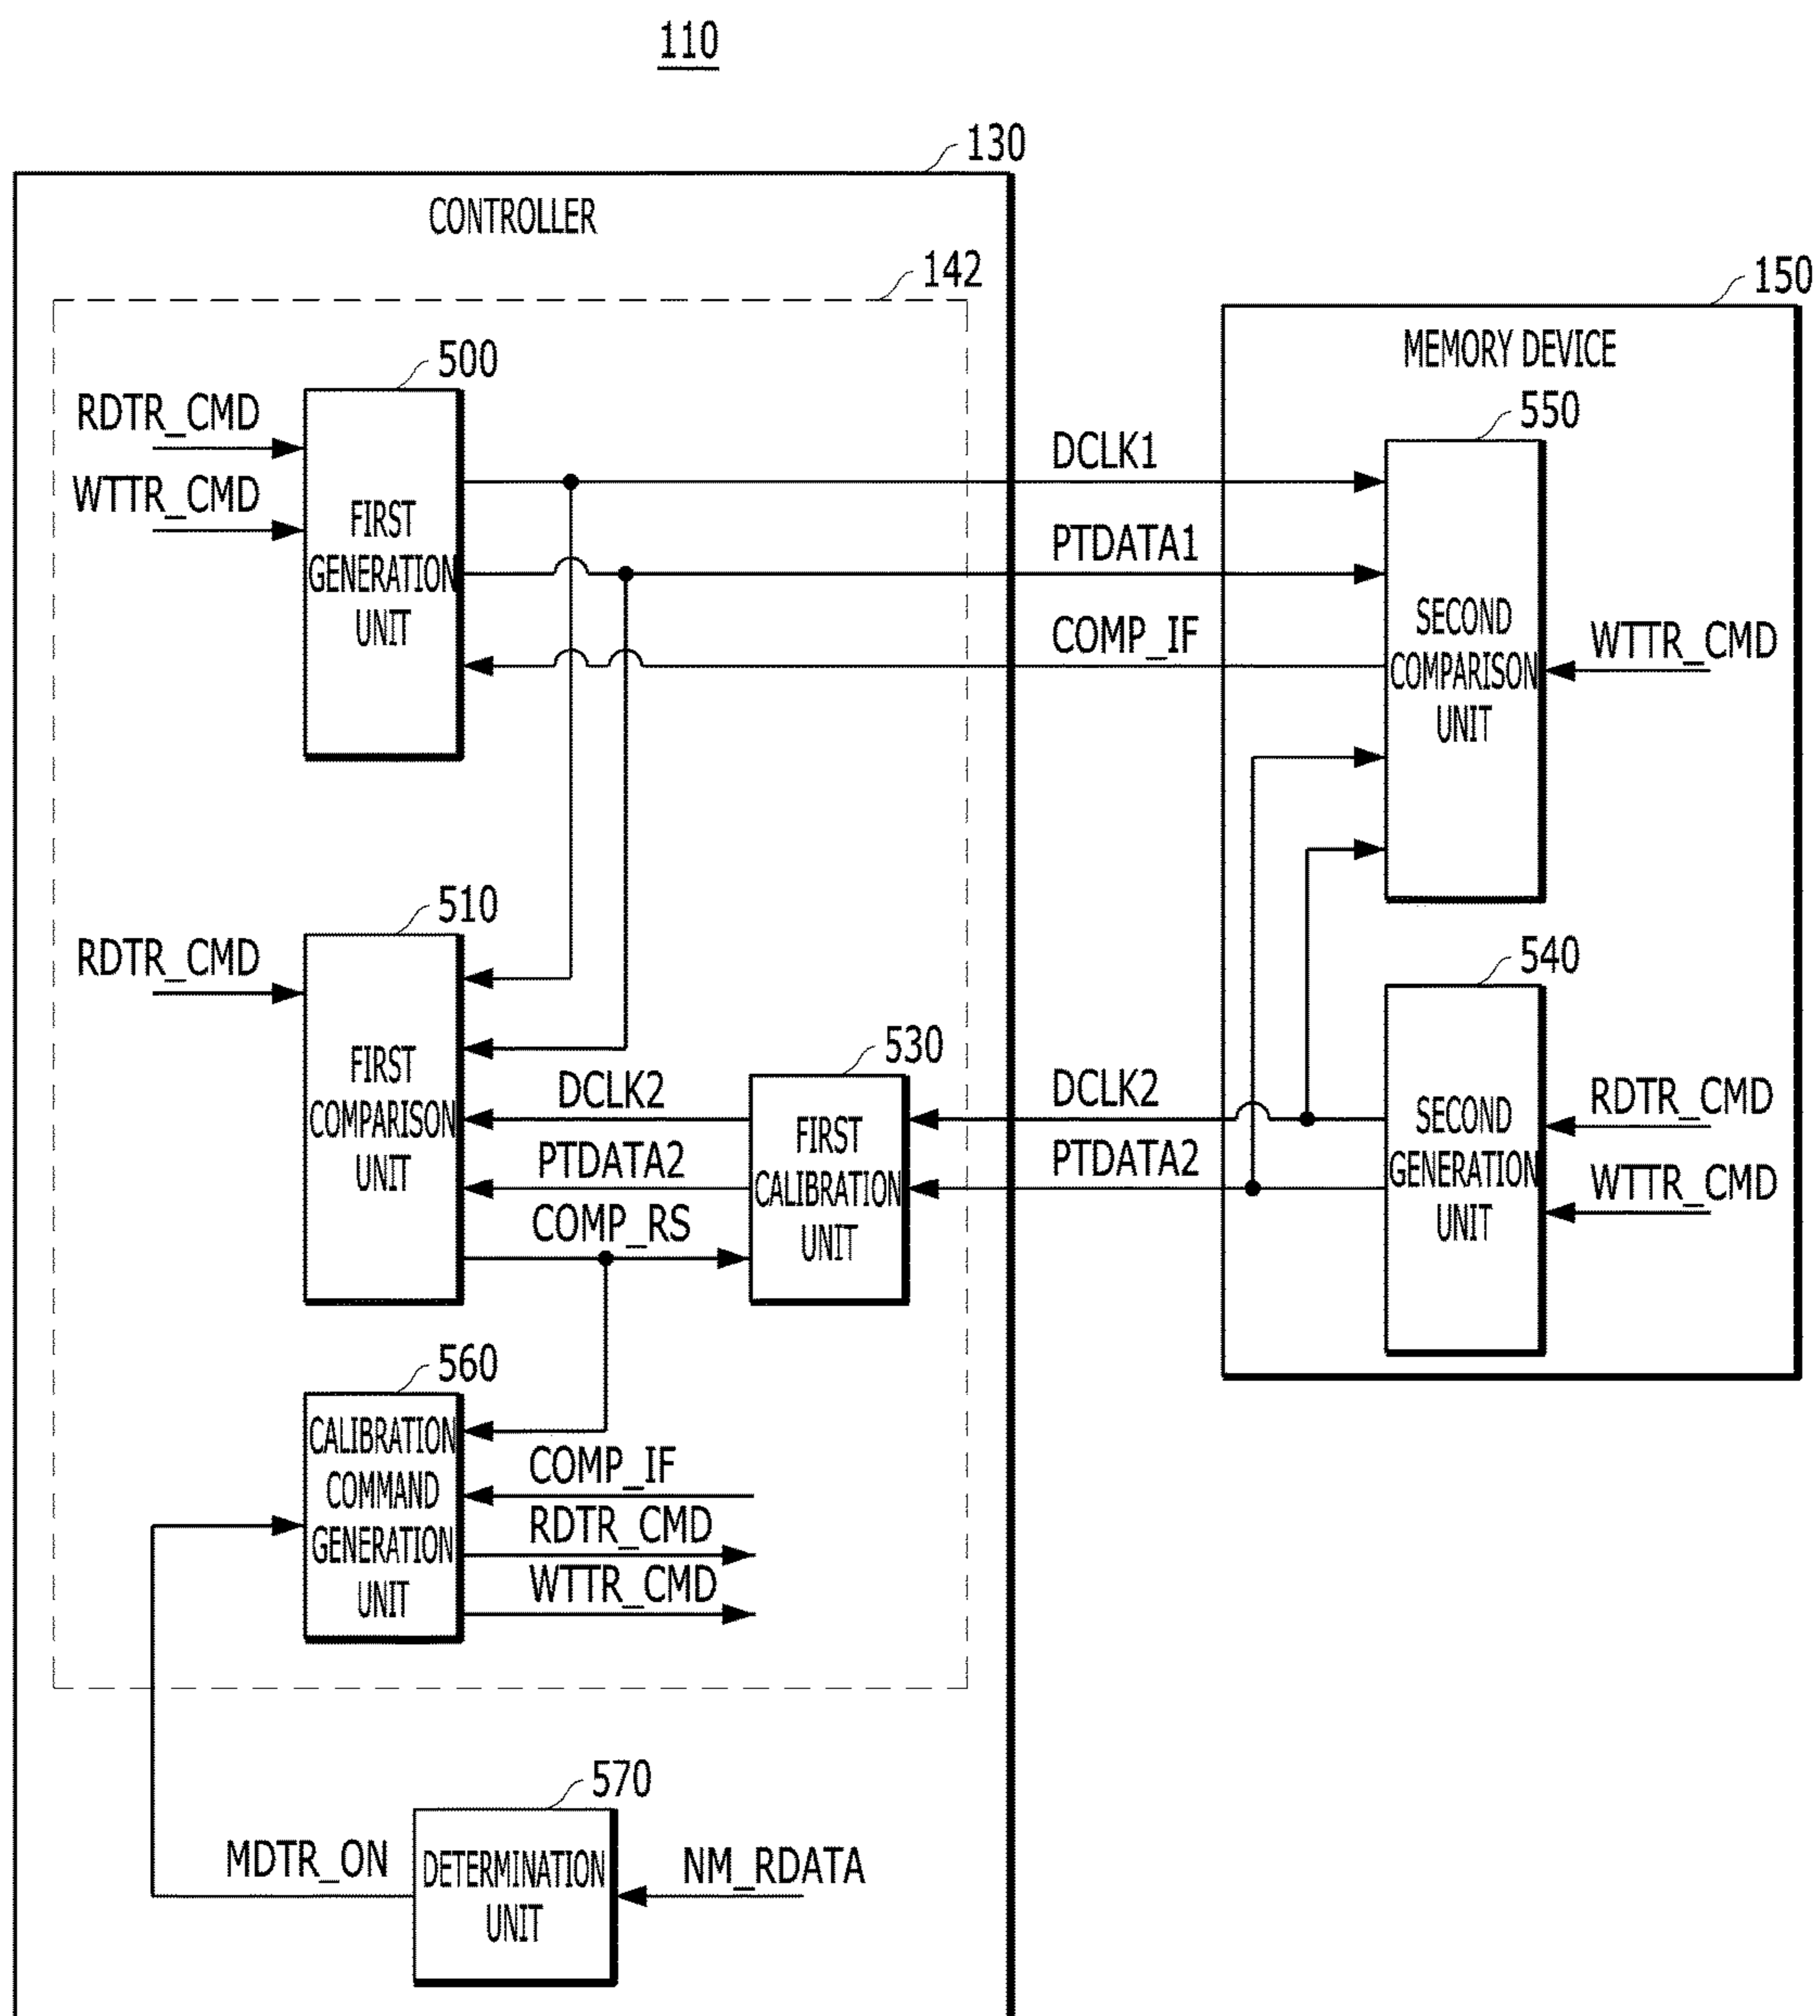 110
130
CONTROLLER
142
150
MEMORY DEVICE
500
RDTR_CMD
WTTR_CMD
FIRST
GENERATION
UNIT
DCLK1
PTDATA1
COMP_IF
550
SECOND
COMPARISON
UNIT
WTTR_CMD
510
RDTR_CMD
FIRST
COMPARISON
UNIT
DCLK2
PTDATA2
COMP_RS
530
FIRST
CALIBRATION
UNIT
DCLK2
PTDATA2
540
SECOND
GENERATION
UNIT
RDTR_CMD
WTTR_CMD
560
CALIBRATION
COMMAND
GENERATION
UNIT
COMP_IF
RDTR_CMD
WTTR_CMD
570
MDTR_ON
DETERMINATION
UNIT
NM_RDATA